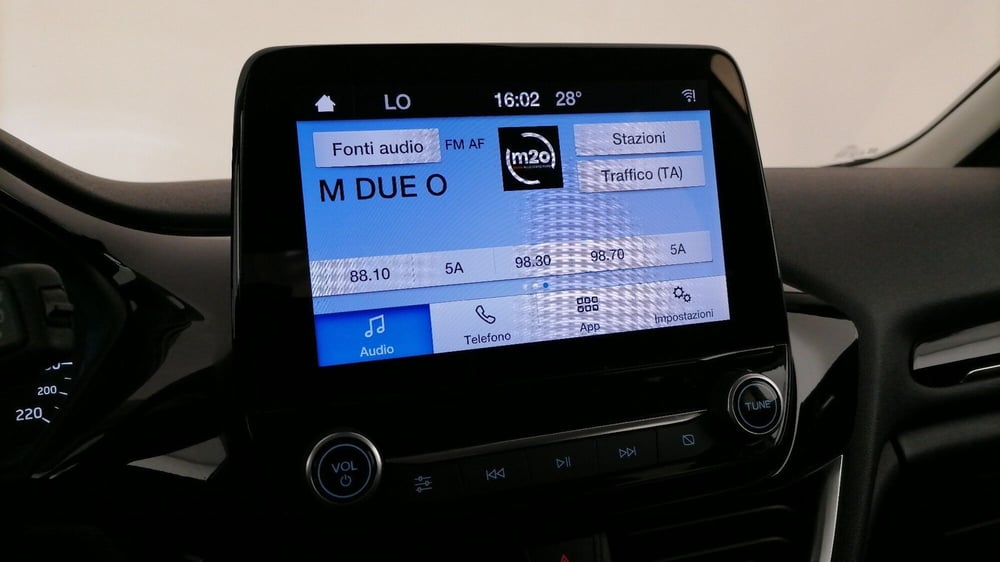 LO 16:02 28°
Fonti audio FM AF m2o Stazioni
M DUE O Traffico (TA)
88.10 5A 98.30 98.70 5A
Audio Telefono App Impostazioni
VOL TUNE
200
220